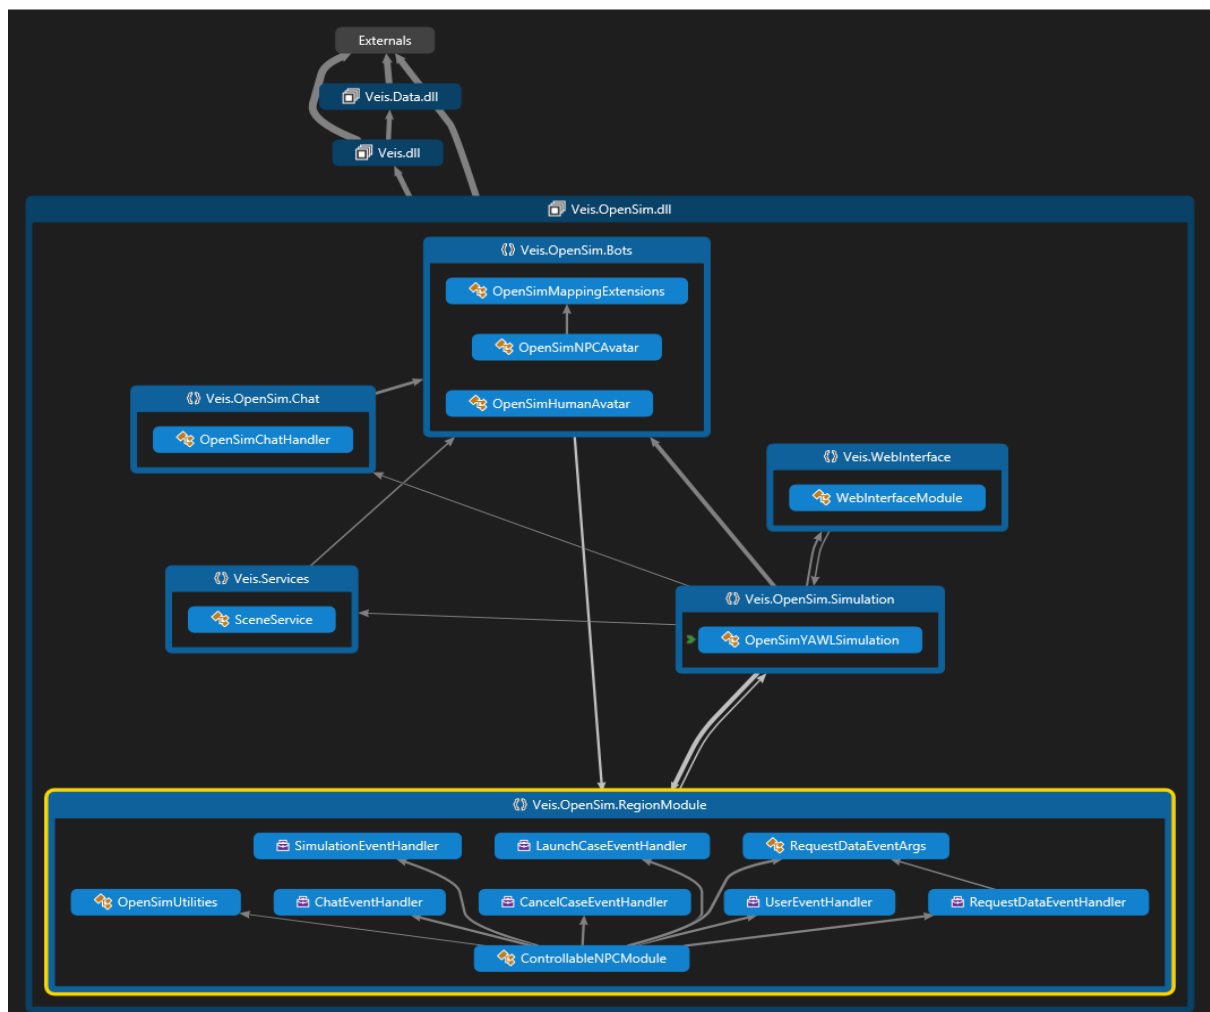 Externals
Veis.Data.dll
Veis.dll
Veis.OpenSim.dll
Veis.OpenSim.Bots
OpenSimMappingExtensions
OpenSimNPCAvatar
OpenSimHumanAvatar
Veis.OpenSim.Chat
OpenSimChatHandler
Veis.WebInterface
WebInterfaceModule
Veis.Services
SceneService
Veis.OpenSim.Simulation
OpenSimYAWLSimulation
Veis.OpenSim.RegionModule
SimulationEventHandler LaunchCaseEventHandler RequestDataEventArgs
OpenSimUtilities ChatEventHandler CancelCaseEventHandler UserEventHandler RequestDataEventHandler
ControllableNPCModule